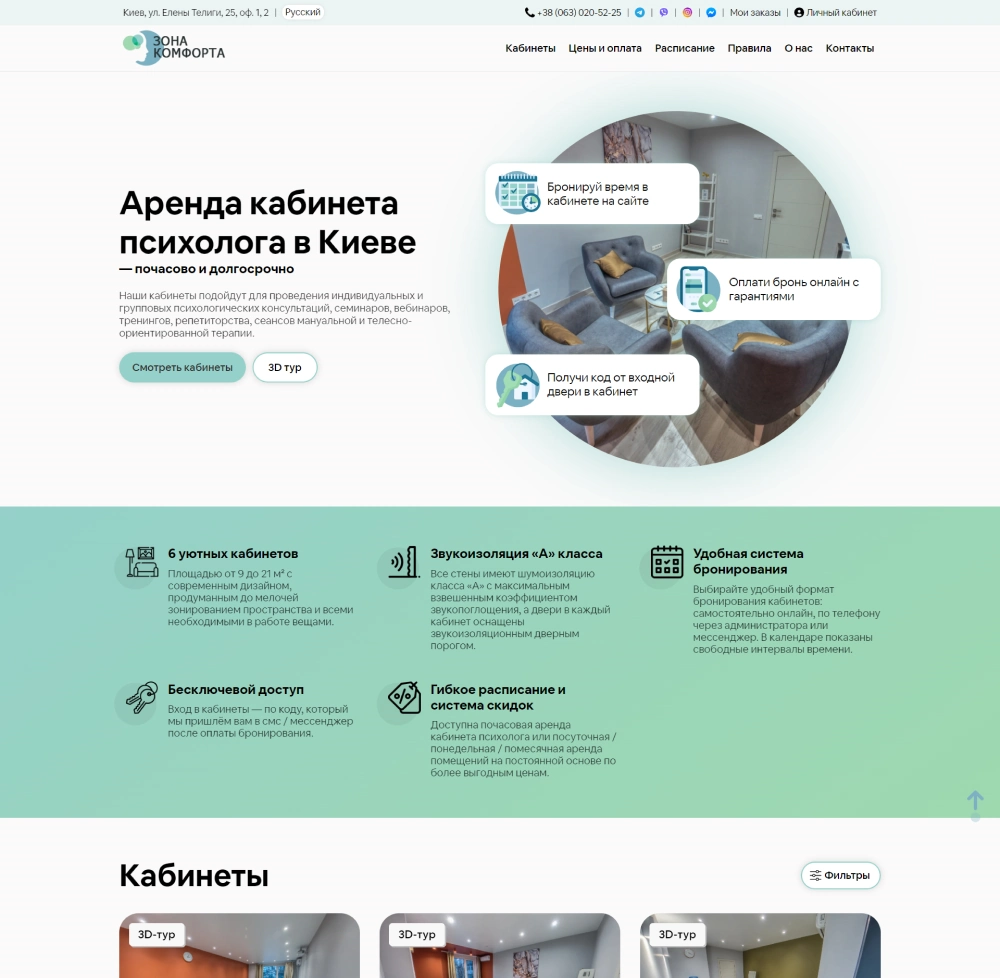 Киев, ул. Елены Телиги, 25, оф. 1, 2 | Русский
+38 (063) 020-52-25 | | | | | Мои заказы | Личный кабинет
ЗОНА
КОМФОРТА
Кабинеты Цены и оплата Расписание Правила О нас Контакты
Аренда кабинета
психолога в Киеве
— почасово и долгосрочно
Наши кабинеты подойдут для проведения индивидуальных и
групповых психологических консультаций, семинаров, вебинаров,
тренингов, репетиторства, сеансов мануальной и телесно-
ориентированной терапии.
Смотреть кабинеты 3D тур
Бронируй время в
кабинете на сайте
Оплати бронь онлайн с
гарантиями
Получи код от входной
двери в кабинет
6 уютных кабинетов
Площадью от 9 до 21 м² с
современным дизайном,
продуманным до мелочей
зонированием пространства и всеми
необходимыми в работе вещами.
Звукоизоляция «А» класса
Все стены имеют шумоизоляцию
класса «А» с максимальным
взвешенным коэффициентом
звукопоглощения, а двери в каждый
кабинет оснащены
звукоизоляционным дверным
порогом.
Удобная система
бронирования
Выбирайте удобный формат
бронирования кабинетов:
самостоятельно онлайн, по телефону
через администратора или
мессенджер. В календаре показаны
свободные интервалы времени.
Бесключевой доступ
Вход в кабинеты — по коду, который
мы пришлём вам в смс / мессенджер
после оплаты бронирования.
Гибкое расписание и
система скидок
Доступна почасовая аренда
кабинета психолога или посуточная /
понедельная / помесячная аренда
помещений на постоянной основе по
более выгодным ценам.
Кабинеты
Фильтры
3D-тур
3D-тур
3D-тур